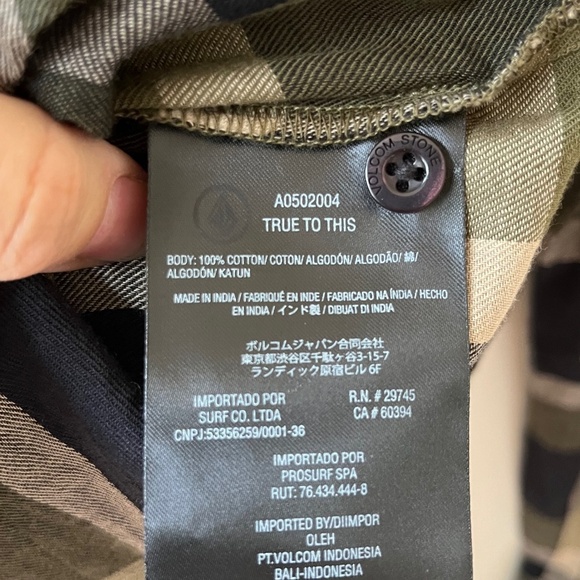 VOLCOM STONE
A0502004
TRUE TO THIS
BODY: 100% COTTON/ COTON/ ALGODÓN/ ALGODÃO/ 綿/
ALGODÓN/ KATUN
MADE IN INDIA / FABRIQUÉ EN INDE / FABRICADO NA ÍNDIA / HECHO
EN INDIA / インド製 / DIBUAT DI INDIA
ボルコムジャパン合同会社
東京都渋谷区千駄ヶ谷3-15-7
ランディック原宿ビル 6F
IMPORTADO POR
SURF CO. LTDA
CNPJ:53356259/0001-36
R.N. # 29745
CA # 60394
IMPORTADO POR
PROSURF SPA
RUT: 76.434.444-8
IMPORTED BY/DIIMPOR
OLEH
PT.VOLCOM INDONESIA
BALI-INDONESIA